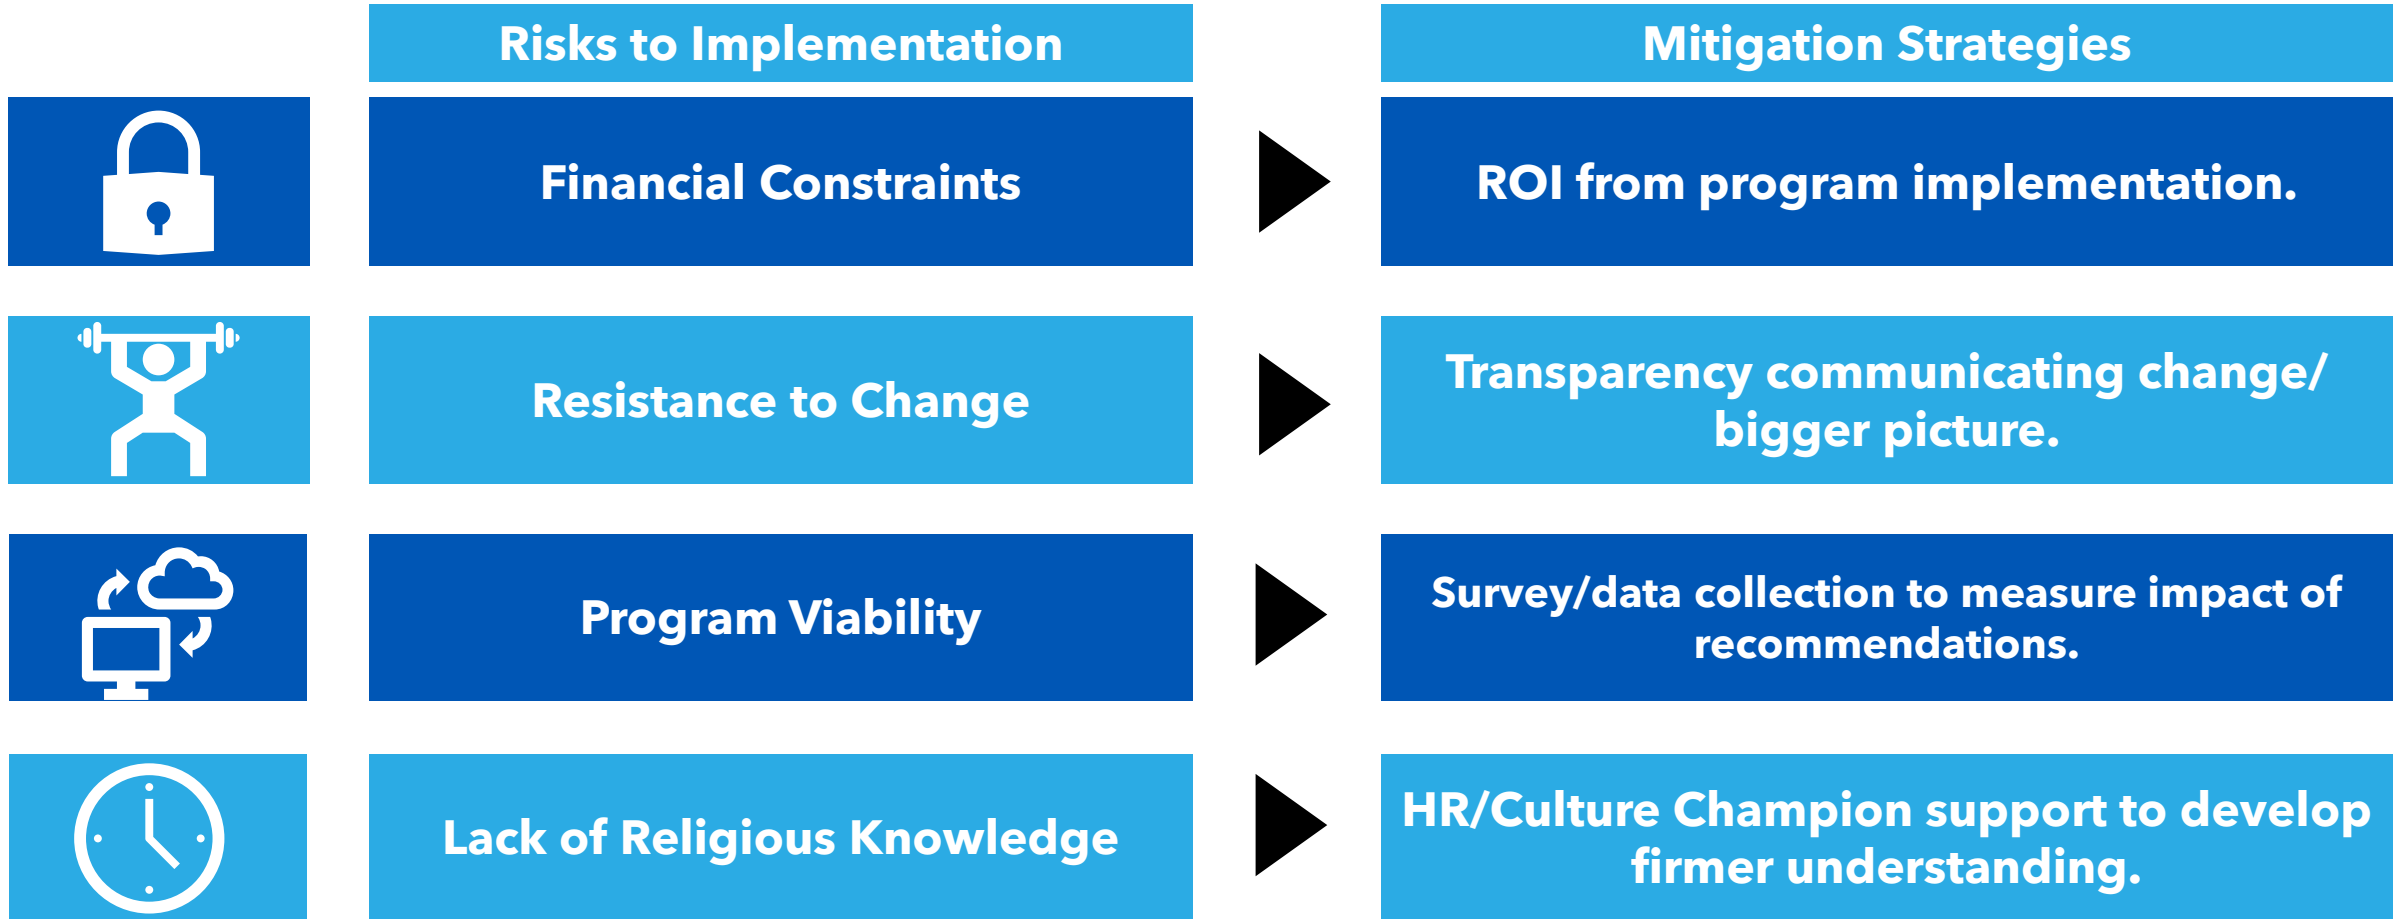 Risks to Implementation
Mitigation Strategies
Financial Constraints
ROI from program implementation.
Resistance to Change
Transparency communicating change/
bigger picture.
Program Viability
Survey/data collection to measure impact of
recommendations.
Lack of Religious Knowledge
HR/Culture Champion support to develop
firmer understanding.